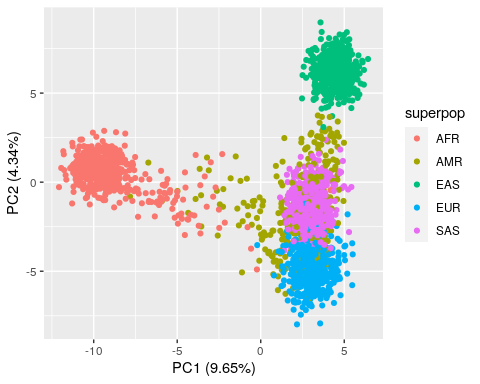 5
0
-5
PC2 (4.34%)
-10
-5
0
5
PC1 (9.65%)
superpop
AFR
AMR
EAS
EUR
SAS